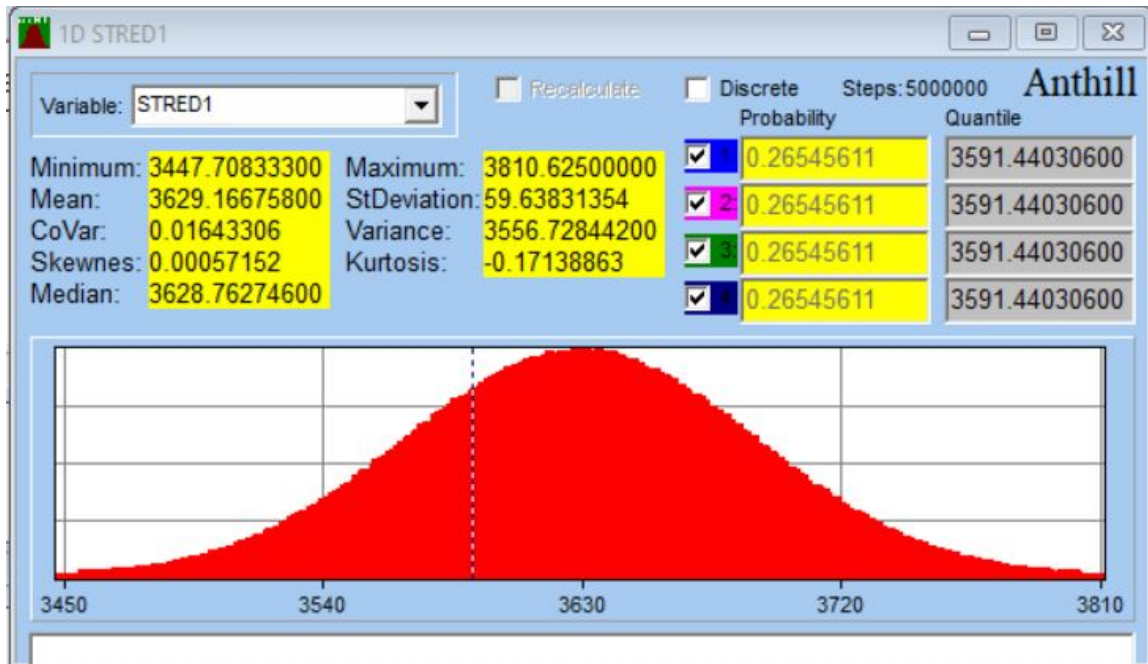 1D STRED1
Variable: STRED1
Recalculate
Discrete Steps:5000000 Anthill
Probability Quantile
Minimum: 3447.70833300 Maximum: 3810.62500000
Mean: 3629.16675800 StDeviation: 59.63831354
CoVar: 0.01643306 Variance: 3556.72844200
Skewnes: 0.00057152 Kurtosis: -0.17138863
Median: 3628.76274600
1: 0.26545611 3591.44030600
2: 0.26545611 3591.44030600
3: 0.26545611 3591.44030600
0.26545611 3591.44030600
3450 3540 3630 3720 3810